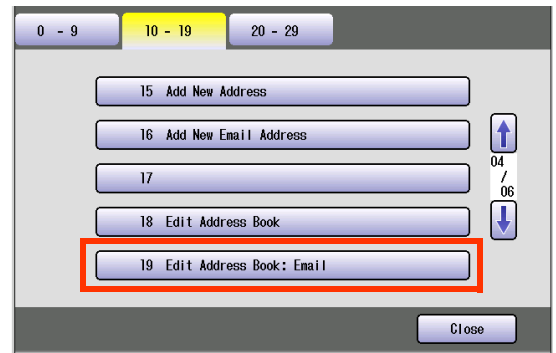 0 - 9 10 - 19 20 - 29
15 Add New Address
16 Add New Email Address
17
18 Edit Address Book
19 Edit Address Book: Email
04
/
06
Close